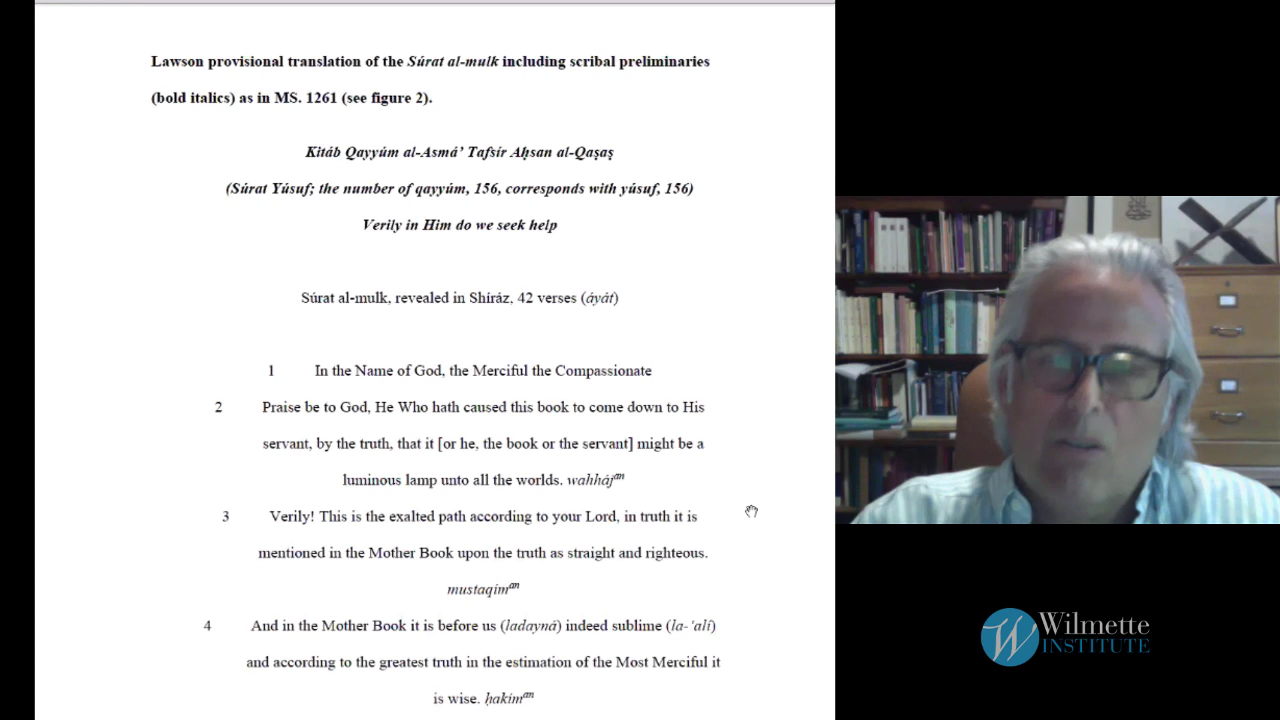 Lawson provisional translation of the Súrat al-mulk including scribal preliminaries
(bold italics) as in MS. 1261 (see figure 2).
Kitáb Qayyúm al-Asmá’ Tafsír Aḥsan al-Qaṣaṣ
(Súrat Yúsuf; the number of qayyúm, 156, corresponds with yúsuf, 156)
Verily in Him do we seek help
Súrat al-mulk, revealed in Shíráz, 42 verses (áyát)
1 In the Name of God, the Merciful the Compassionate
2 Praise be to God, He Who hath caused this book to come down to His
servant, by the truth, that it [or he, the book or the servant] might be a
luminous lamp unto all the worlds. wahhájan
3 Verily! This is the exalted path according to your Lord, in truth it is
mentioned in the Mother Book upon the truth as straight and righteous.
mustaqíman
4 And in the Mother Book it is before us (ladayná) indeed sublime (la-‘alí)
and according to the greatest truth in the estimation of the Most Merciful it
is wise. ḥakíman
Wilmette
INSTITUTE